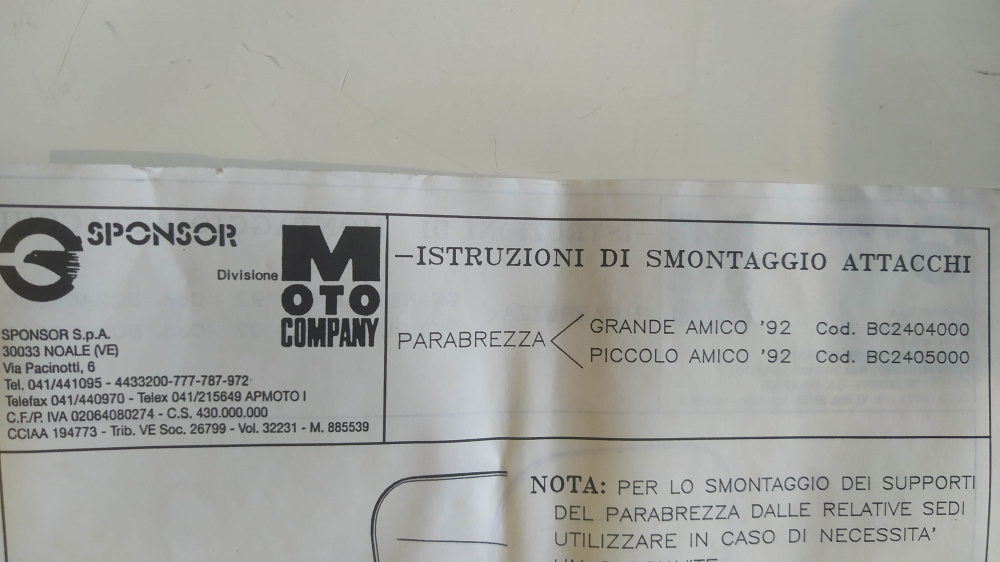 SPONSOR
Divisione
MOTO
COMPANY
SPONSOR S.p.A.
30033 NOALE (VE)
Via Pacinotti, 6
Tel. 041/441095 - 4433200-777-787-972
Telefax 041/440970 - Telex 041/215649 APMOTO I
C.F./P. IVA 02064080274 - C.S. 430.000.000
CCIAA 194773 - Trib. VE Soc. 26799 - Vol. 32231 - M. 885539
-ISTRUZIONI DI SMONTAGGIO ATTACCHI
PARABREZZA
GRANDE AMICO '92 Cod. BC2404000
PICCOLO AMICO '92 Cod. BC2405000
NOTA: PER LO SMONTAGGIO DEI SUPPORTI
DEL PARABREZZA DALLE RELATIVE SEDI
UTILIZZARE IN CASO DI NECESSITA'